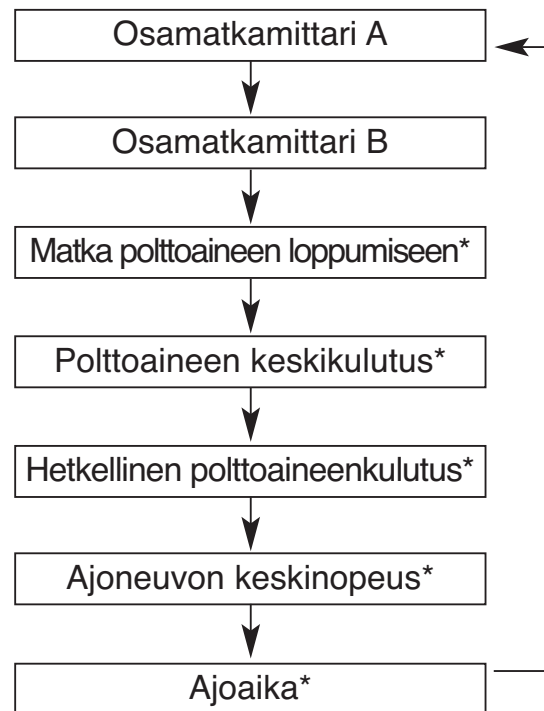 Osamatkamittari A
Osamatkamittari B
Matka polttoaineen loppumiseen*
Polttoaineen keskikulutus*
Hetkellinen polttoaineenkulutus*
Ajoneuvon keskinopeus*
Ajoaika*